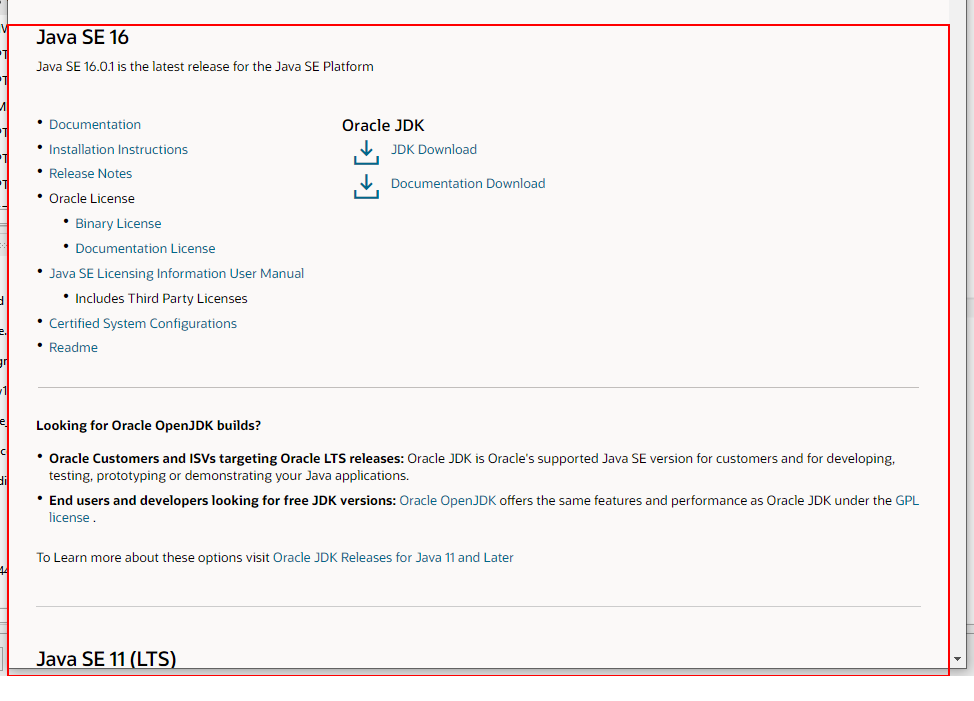 Java SE 16
Java SE 16.0.1 is the latest release for the Java SE Platform
• Documentation
• Installation Instructions
• Release Notes
• Oracle License
• Binary License
• Documentation License
• Java SE Licensing Information User Manual
• Includes Third Party Licenses
• Certified System Configurations
• Readme
Oracle JDK
JDK Download
Documentation Download
Looking for Oracle OpenJDK builds?
• Oracle Customers and ISVs targeting Oracle LTS releases: Oracle JDK is Oracle's supported Java SE version for customers and for developing,
testing, prototyping or demonstrating your Java applications.
• End users and developers looking for free JDK versions: Oracle OpenJDK offers the same features and performance as Oracle JDK under the GPL
license .
To Learn more about these options visit Oracle JDK Releases for Java 11 and Later
Java SE 11 (LTS)